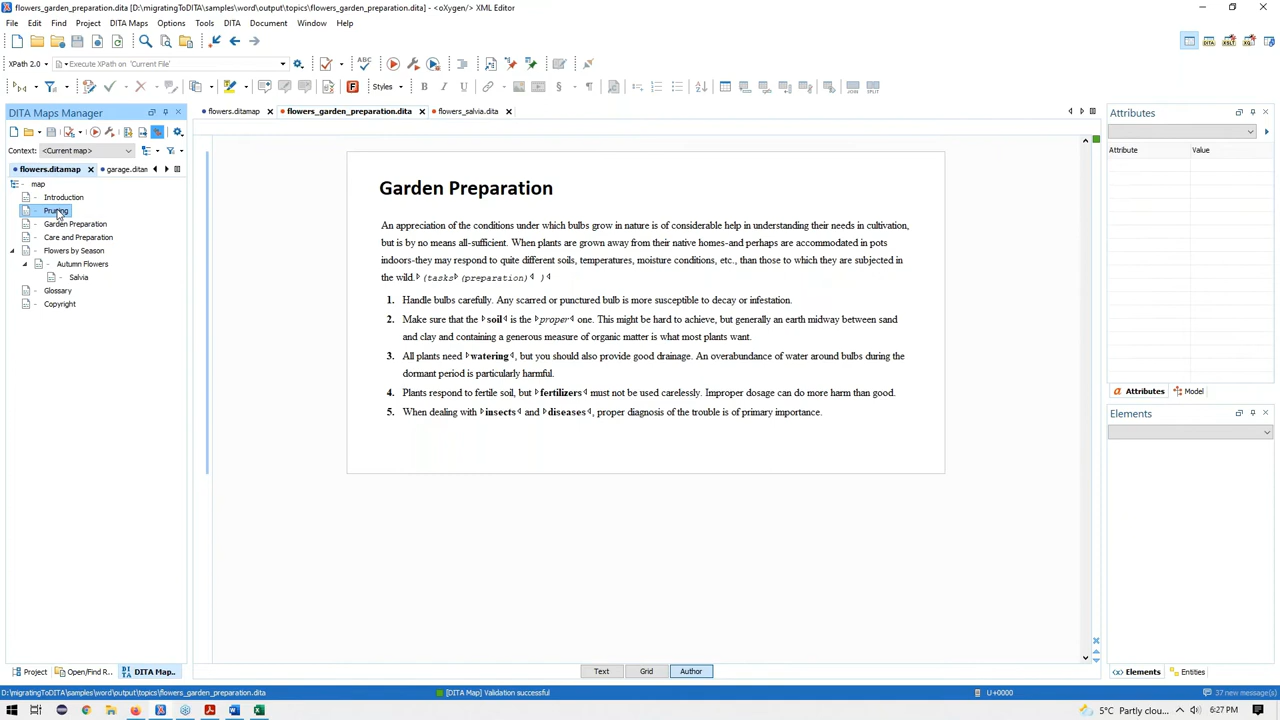 flowers_garden_preparation.dita [D:\migratingToDITA\samples\word\output\topics\flowers_garden_preparation.dita] - <oXygen/> XML Editor
File Edit Find Project DITA Maps Options Tools DITA Document Window Help
XPath 2.0 Execute XPath on 'Current File'
Styles
DITA Maps Manager
Context: <Current map>
flowers.ditamap garage.ditan
map
Introduction
Pruning
Garden Preparation
Care and Preparation
Flowers by Season
Autumn Flowers
Salvia
Glossary
Copyright
flowers.ditamap flowers_garden_preparation.dita flowers_salvia.dita
Garden Preparation
An appreciation of the conditions under which bulbs grow in nature is of considerable help in understanding their needs in cultivation,
but is by no means all-sufficient. When plants are grown away from their native homes-and perhaps are accommodated in pots
indoors-they may respond to quite different soils, temperatures, moisture conditions, etc., than those to which they are subjected in
the wild. (tasks (preparation) )
1. Handle bulbs carefully. Any scarred or punctured bulb is more susceptible to decay or infestation.
2. Make sure that the soil is the proper one. This might be hard to achieve, but generally an earth midway between sand
and clay and containing a generous measure of organic matter is what most plants want.
3. All plants need watering, but you should also provide good drainage. An overabundance of water around bulbs during the
dormant period is particularly harmful.
4. Plants respond to fertile soil, but fertilizers must not be used carelessly. Improper dosage can do more harm than good.
5. When dealing with insects and diseases, proper diagnosis of the trouble is of primary importance.
Attributes
Attribute Value
Attributes Model
Elements
Elements Entities
Project Open/Find R... DITA Map..
Text Grid Author
D:\migratingToDITA\samples\word\output\topics\flowers_garden_preparation.dita [DITA Map] Validation successful U+0000 37 new message(s)
5°C Partly clou... 6:27 PM